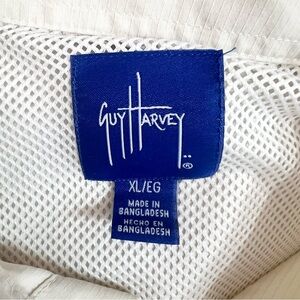 GUY HARVEY
®
XL/EG
MADE IN
BANGLADESH
HECHO EN
BANGLADESH